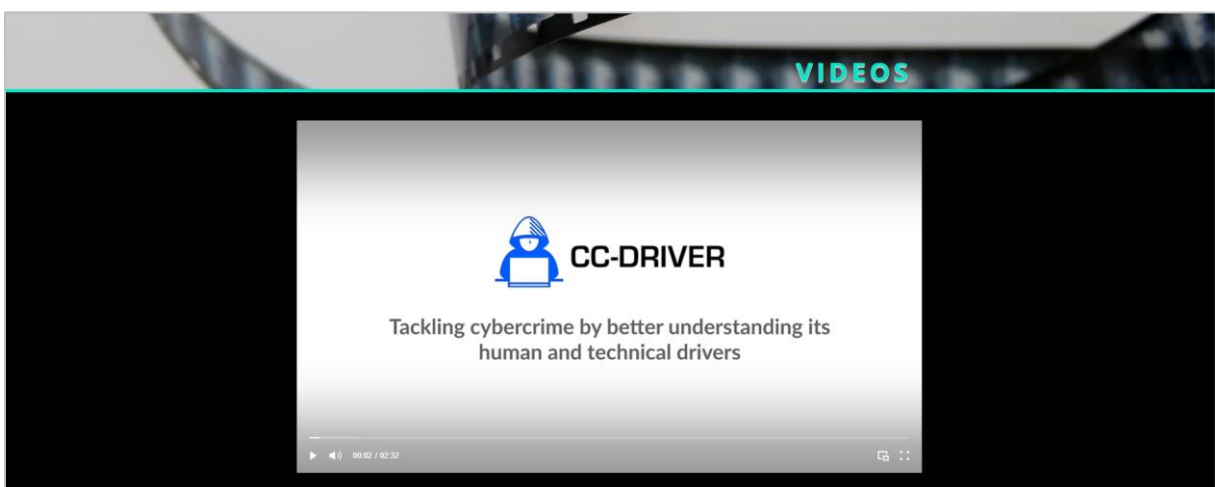 VIDEOS
CC-DRIVER
Tackling cybercrime by better understanding its
human and technical drivers
00:02 / 02:32